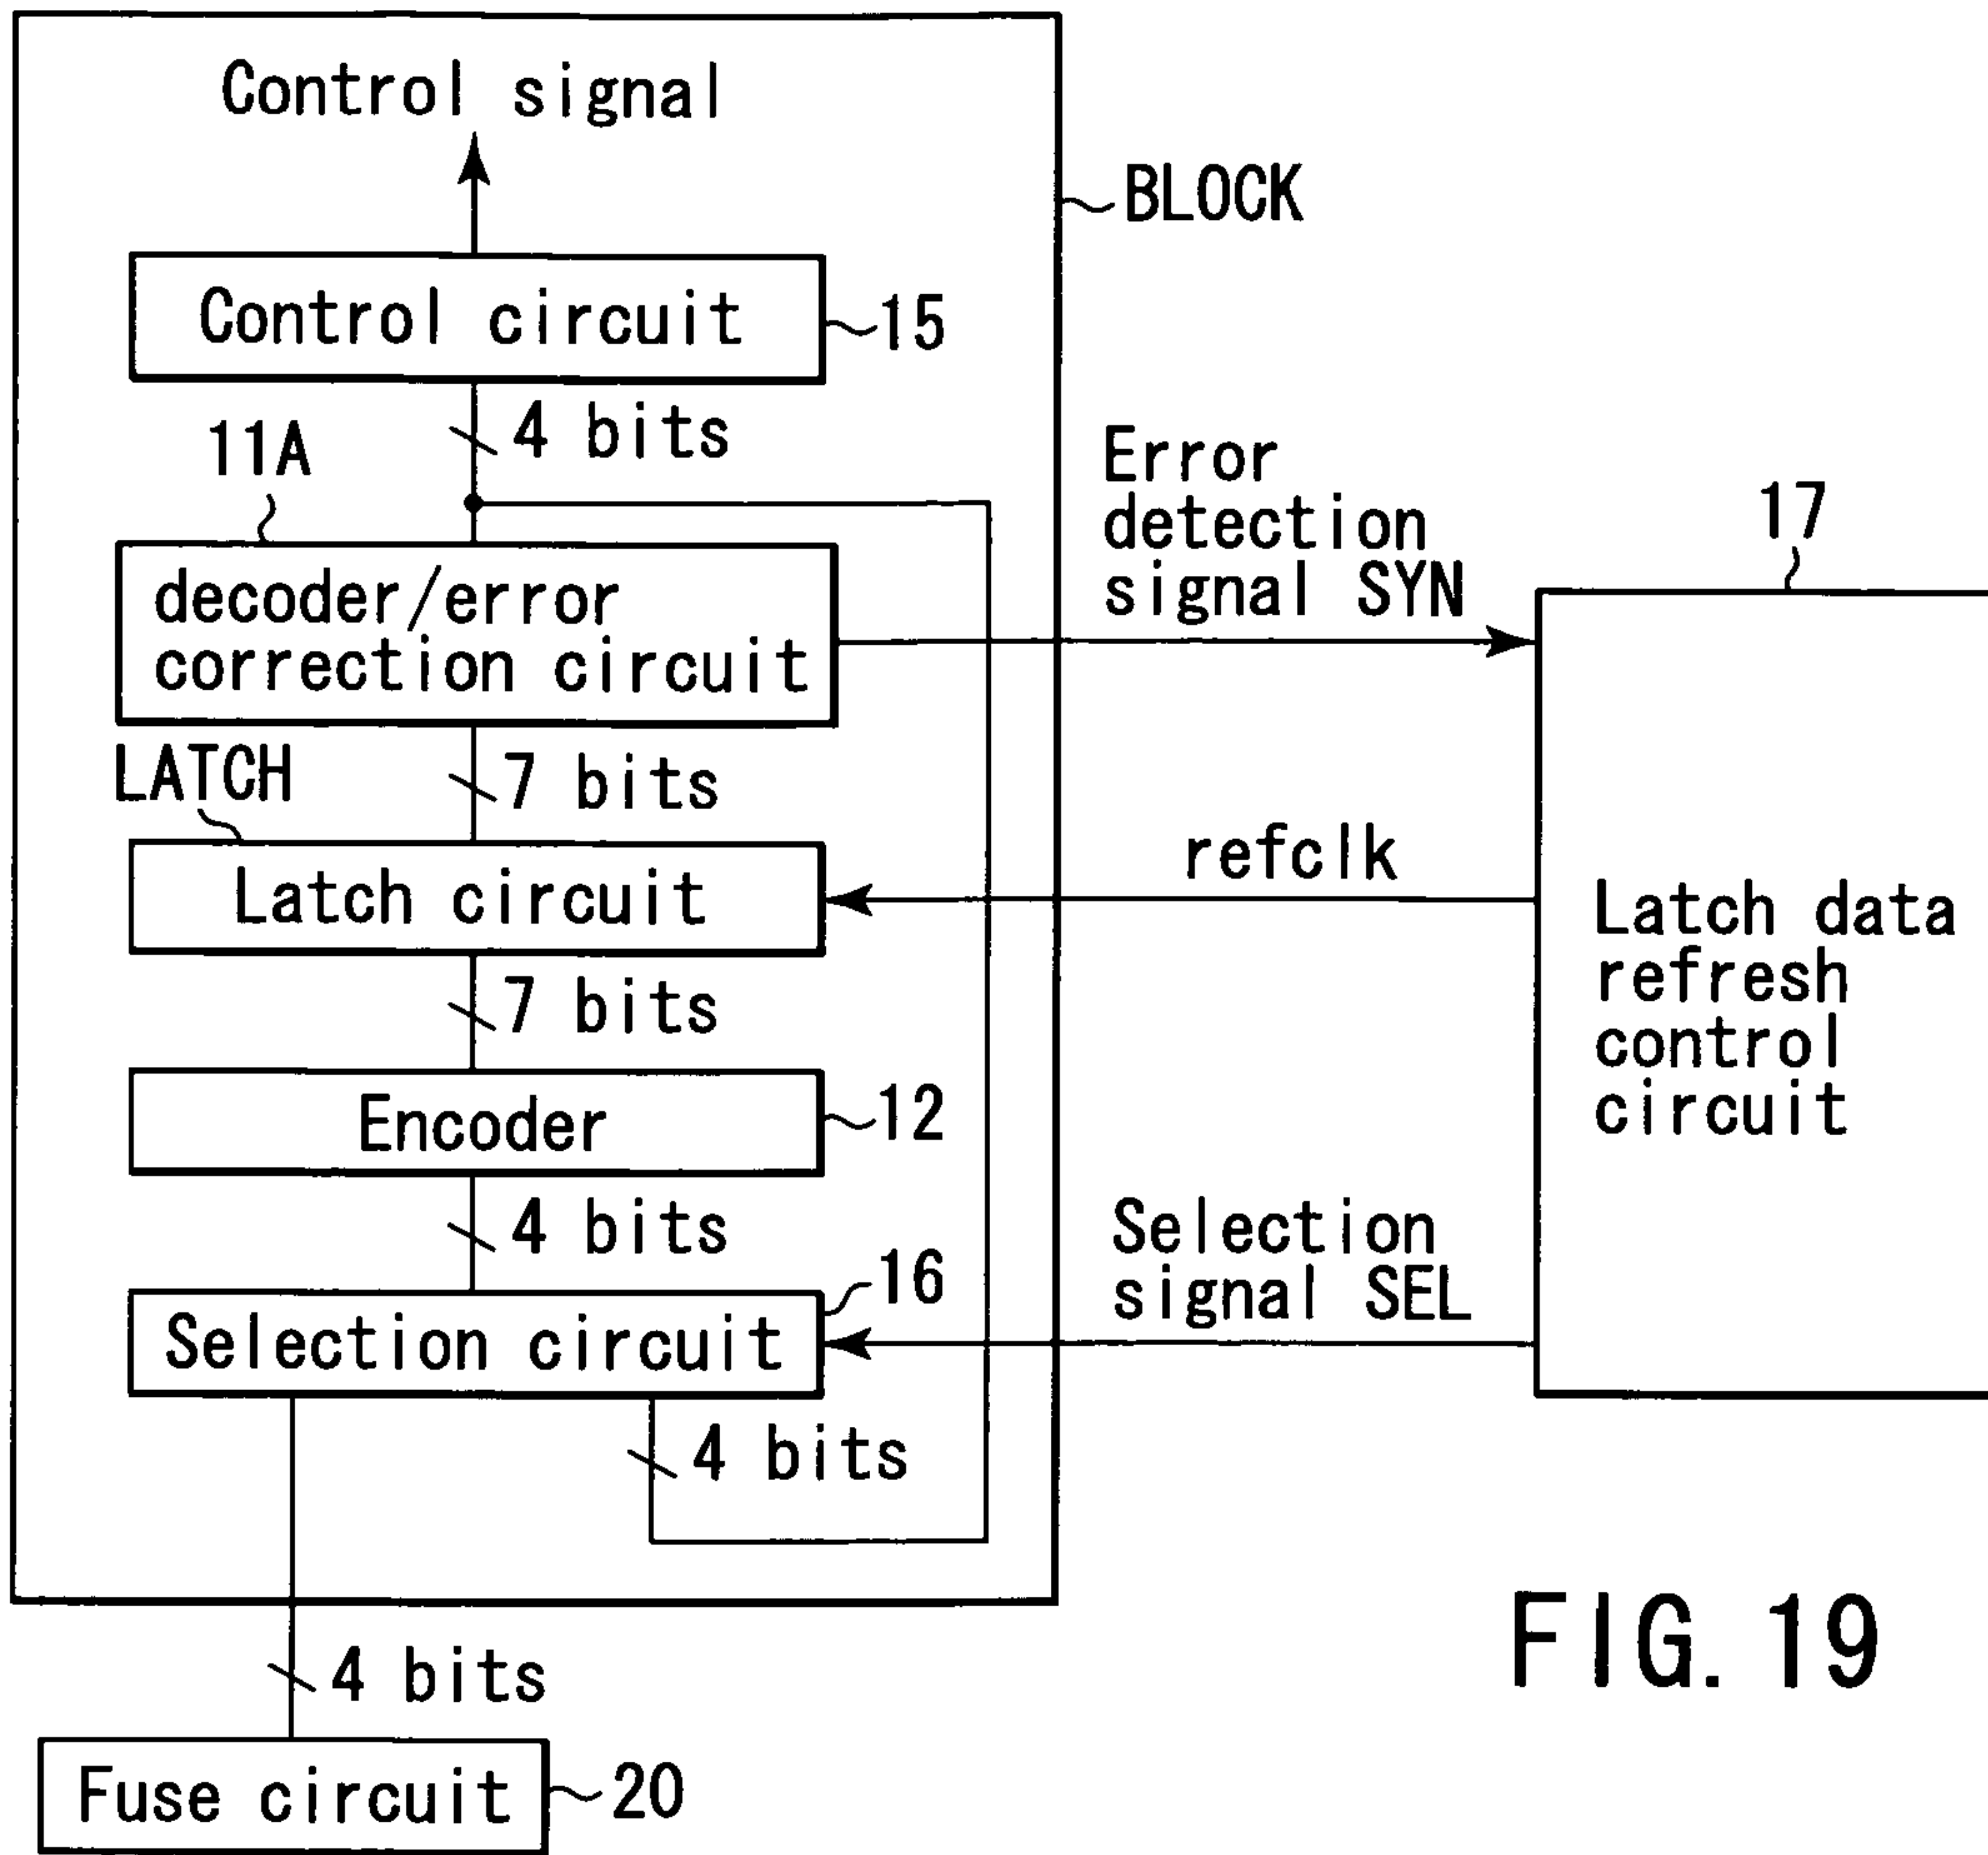 Control signal
BLOCK
Control circuit
15
4 bits
11A
Error
detection
signal SYN
17
decoder/error
correction circuit
LATCH
7 bits
refclk
Latch circuit
Latch data
refresh
control
circuit
7 bits
Encoder
12
4 bits
Selection
signal SEL
16
Selection circuit
4 bits
FIG. 19
4 bits
Fuse circuit
20